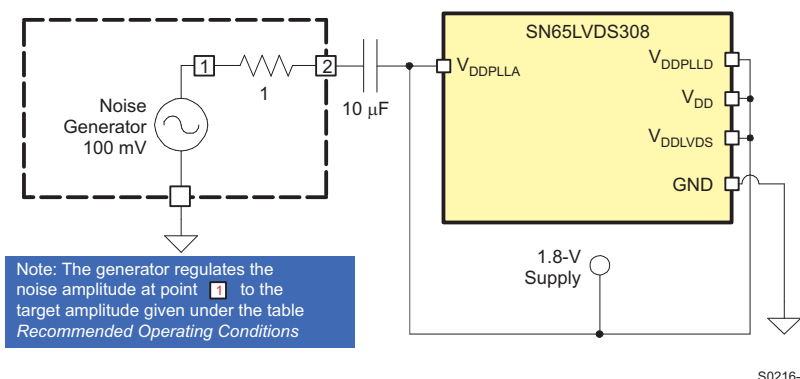 SN65LVDS308
1
2
1
10 μF
Noise
Generator
100 mV
VDDPLLA
VDDPLLD
VDD
VDDLVDS
GND
1.8-V
Supply
Note: The generator regulates the
noise amplitude at point 1 to the
target amplitude given under the table
Recommended Operating Conditions
S0216-